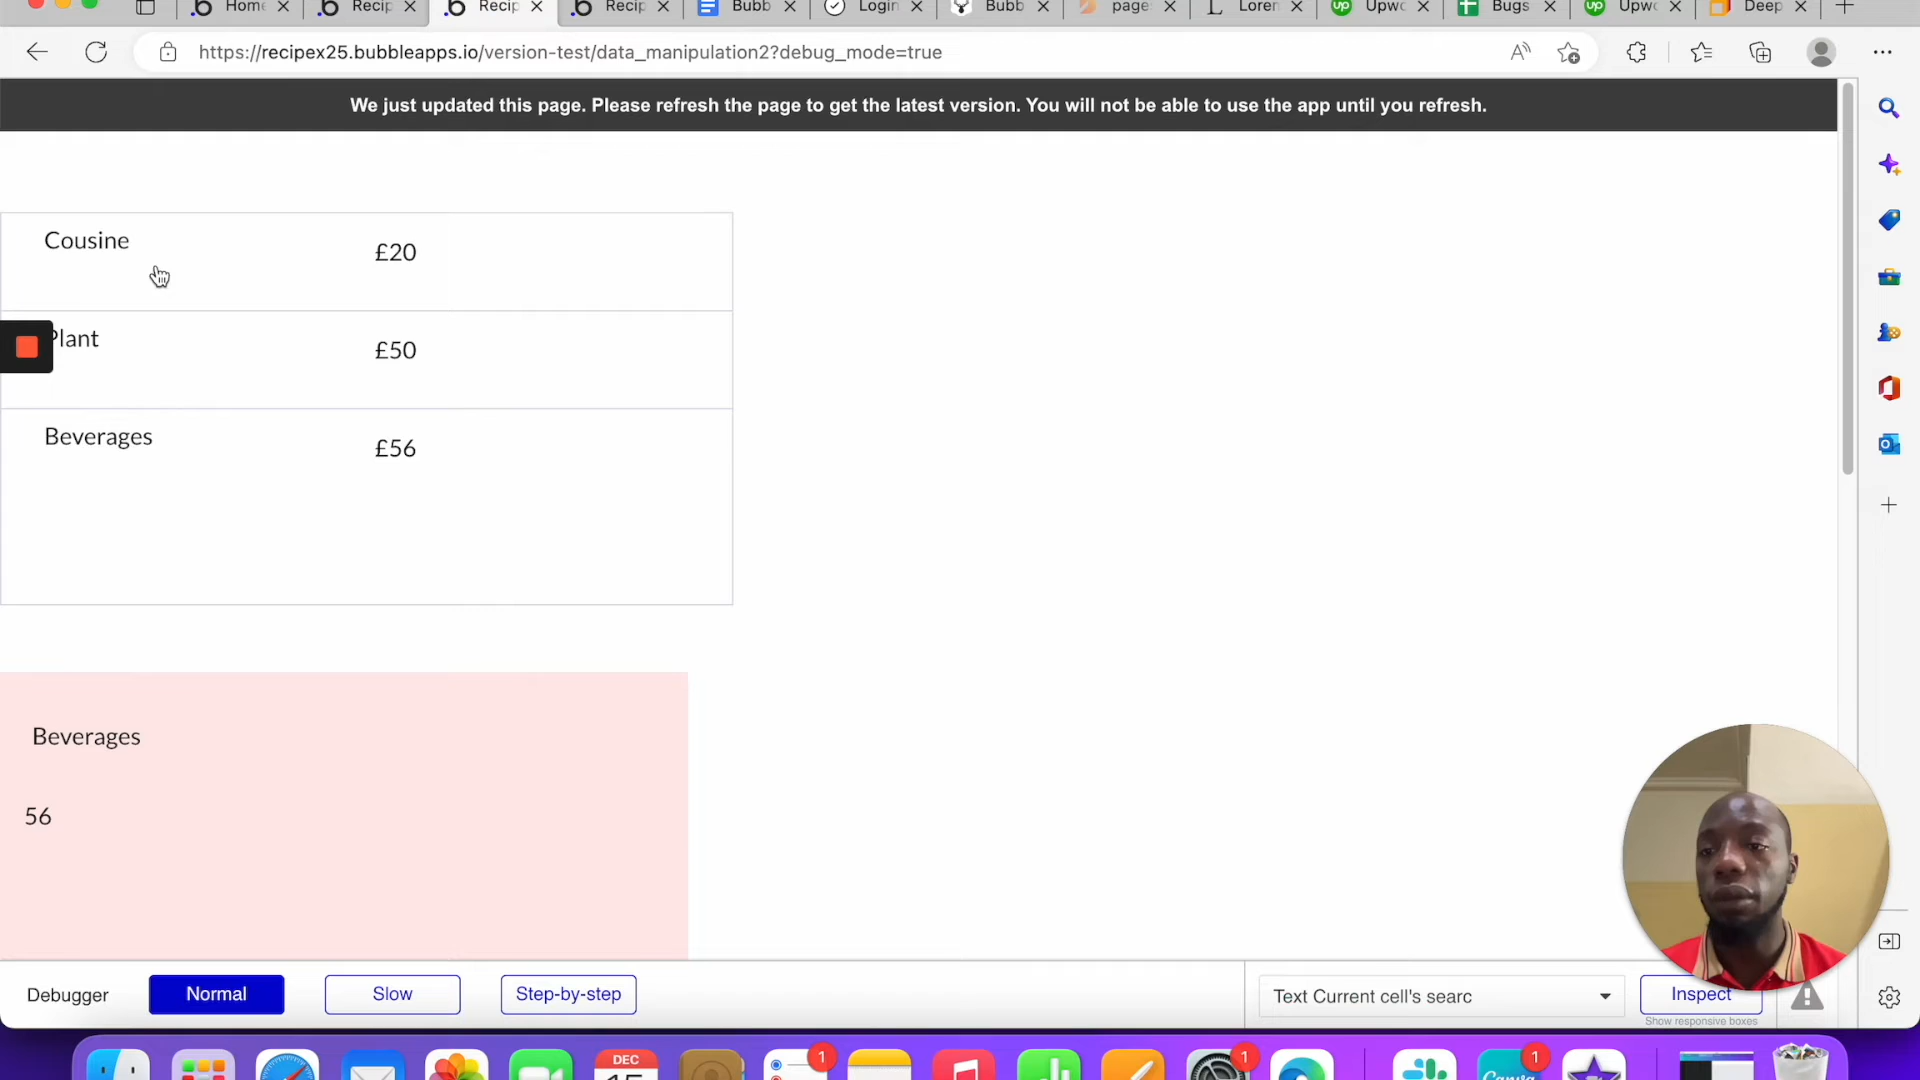 Home
Recip
Recip
Recip
Bubb
Login
Bubb
page
Loren
Upwo
Bugs
Upwo
Deep
https://recipex25.bubbleapps.io/version-test/data_manipulation2?debug_mode=true
We just updated this page. Please refresh the page to get the latest version. You will not be able to use the app until you refresh.
Cousine
£20
Plant
£50
Beverages
£56
Beverages
56
Debugger
Normal
Slow
Step-by-step
Text Current cell's searc
Inspect
Show responsive boxes
DEC
1
1
1